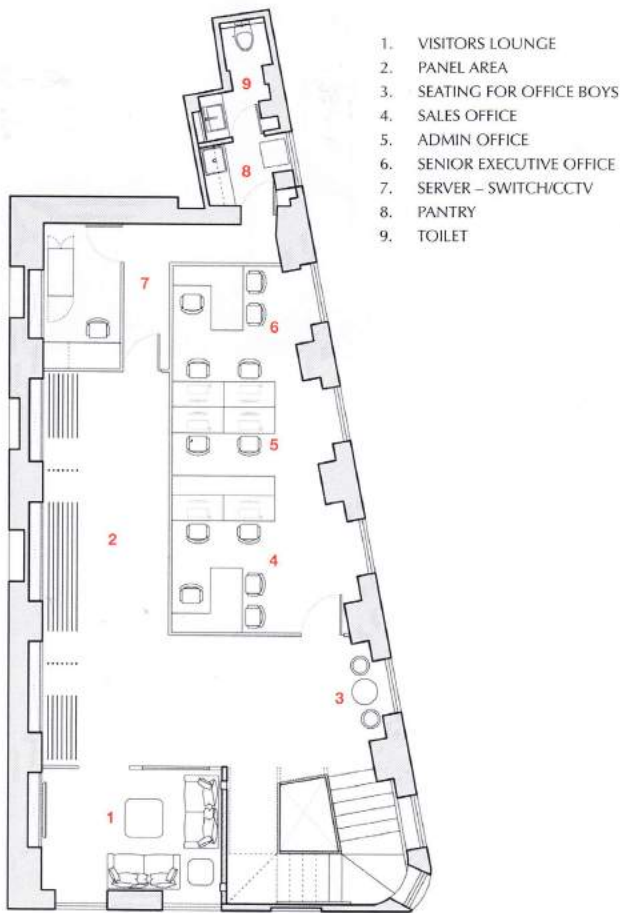 1. VISITORS LOUNGE
2. PANEL AREA
3. SEATING FOR OFFICE BOYS
4. SALES OFFICE
5. ADMIN OFFICE
6. SENIOR EXECUTIVE OFFICE
7. SERVER – SWITCH/CCTV
8. PANTRY
9. TOILET
9
8
7
6
5
2
4
3
1